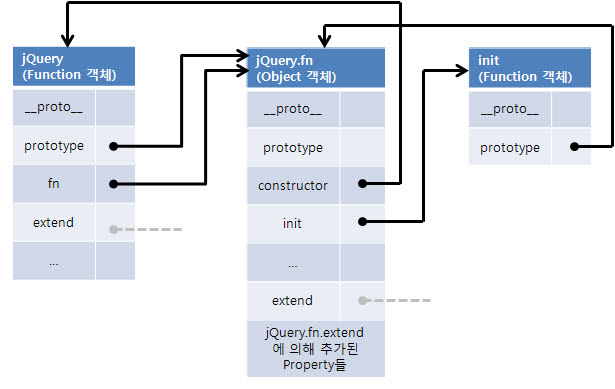 jQuery
(Function 객체)
__proto__
prototype
fn
extend
...
jQuery.fn
(Object 객체)
__proto__
prototype
constructor
init
...
extend
jQuery.fn.extend
에 의해 추가된
Property들
init
(Function 객체)
__proto__
prototype